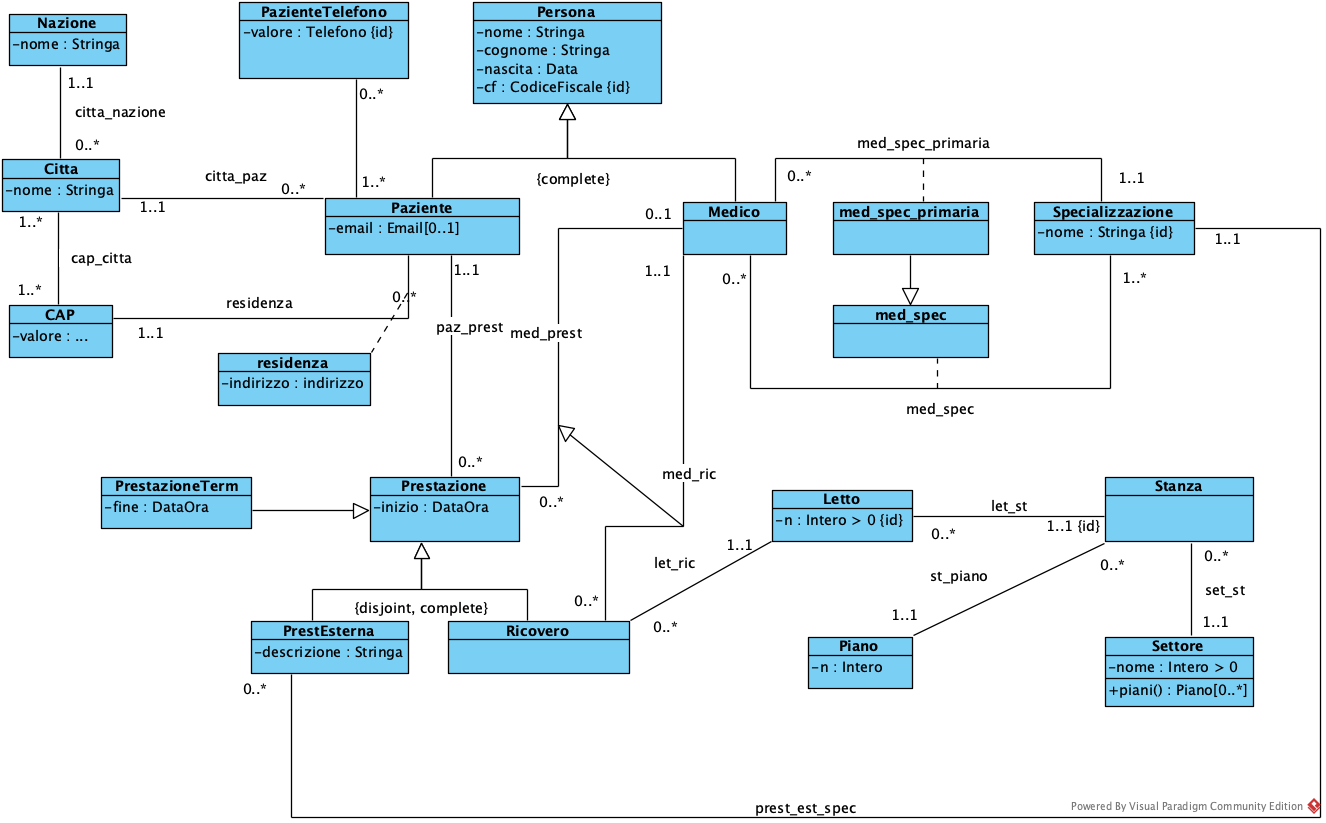 Nazione
-nome : Stringa
1..1
citta_nazione
0..*
PazienteTelefono
-valore : Telefono {id}
0..*
1..*
Persona
-nome : Stringa
-cognome : Stringa
-nascita : Data
-cf : CodiceFiscale {id}
{complete}
med_spec_primaria
0..*
1..1
Citta
-nome : Stringa
citta_paz
0..*
1..1
1..*
cap_citta
1..*
Paziente
-email : Email[0..1]
Medico
0..1
1..1
0..*
med_spec_primaria
Specializzazione
-nome : Stringa {id}
1..1
1..*
med_spec
med_spec
CAP
-valore : ...
residenza
0..*
1..1
residenza
-indirizzo : indirizzo
1..1
paz_prest
0..*
med_prest
0..*
med_ric
0..*
PrestazioneTerm
-fine : DataOra
Prestazione
-inizio : DataOra
{disjoint, complete}
PrestEsterna
-descrizione : Stringa
0..*
Ricovero
Letto
-n : Intero > 0 {id}
1..1
let_ric
0..*
let_st
0..*
1..1 {id}
Stanza
0..*
st_piano
1..1
0..*
set_st
1..1
Piano
-n : Intero
Settore
-nome : Intero > 0
+piani() : Piano[0..*]
prest_est_spec
Powered By Visual Paradigm Community Edition